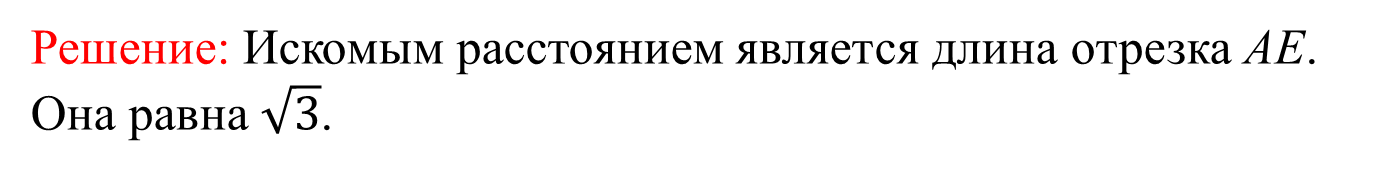 Решение: Искомым расстоянием является длина отрезка AE.
Она равна √3.